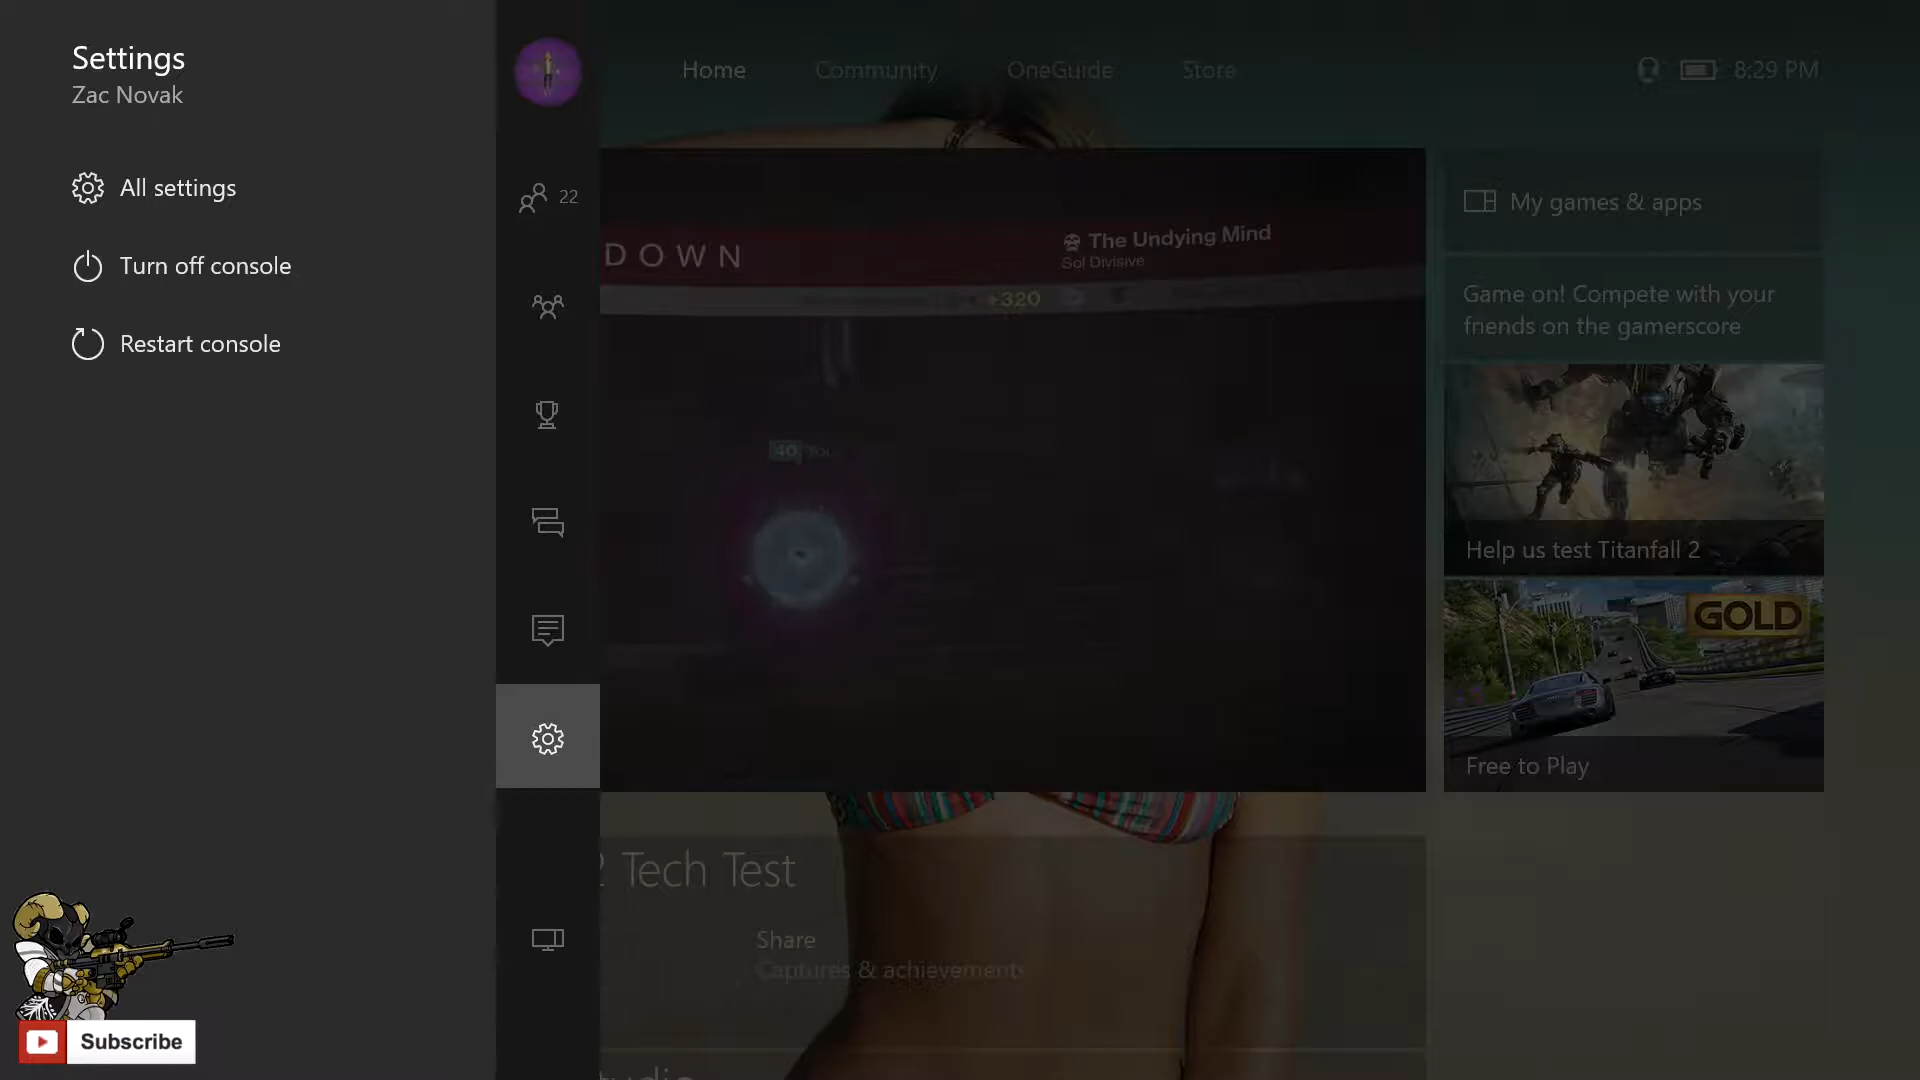 Settings
Zac Novak
All settings
Turn off console
Restart console
22
Home
Community
OneGuide
Store
8:29 PM
DOWN
The Undying Mind
Sol Divisive
+320
40
My games & apps
Game on! Compete with your
friends on the gamerscore
Help us test Titanfall 2
GOLD
Free to Play
2 Tech Test
Share
Captures & achievements
Subscribe